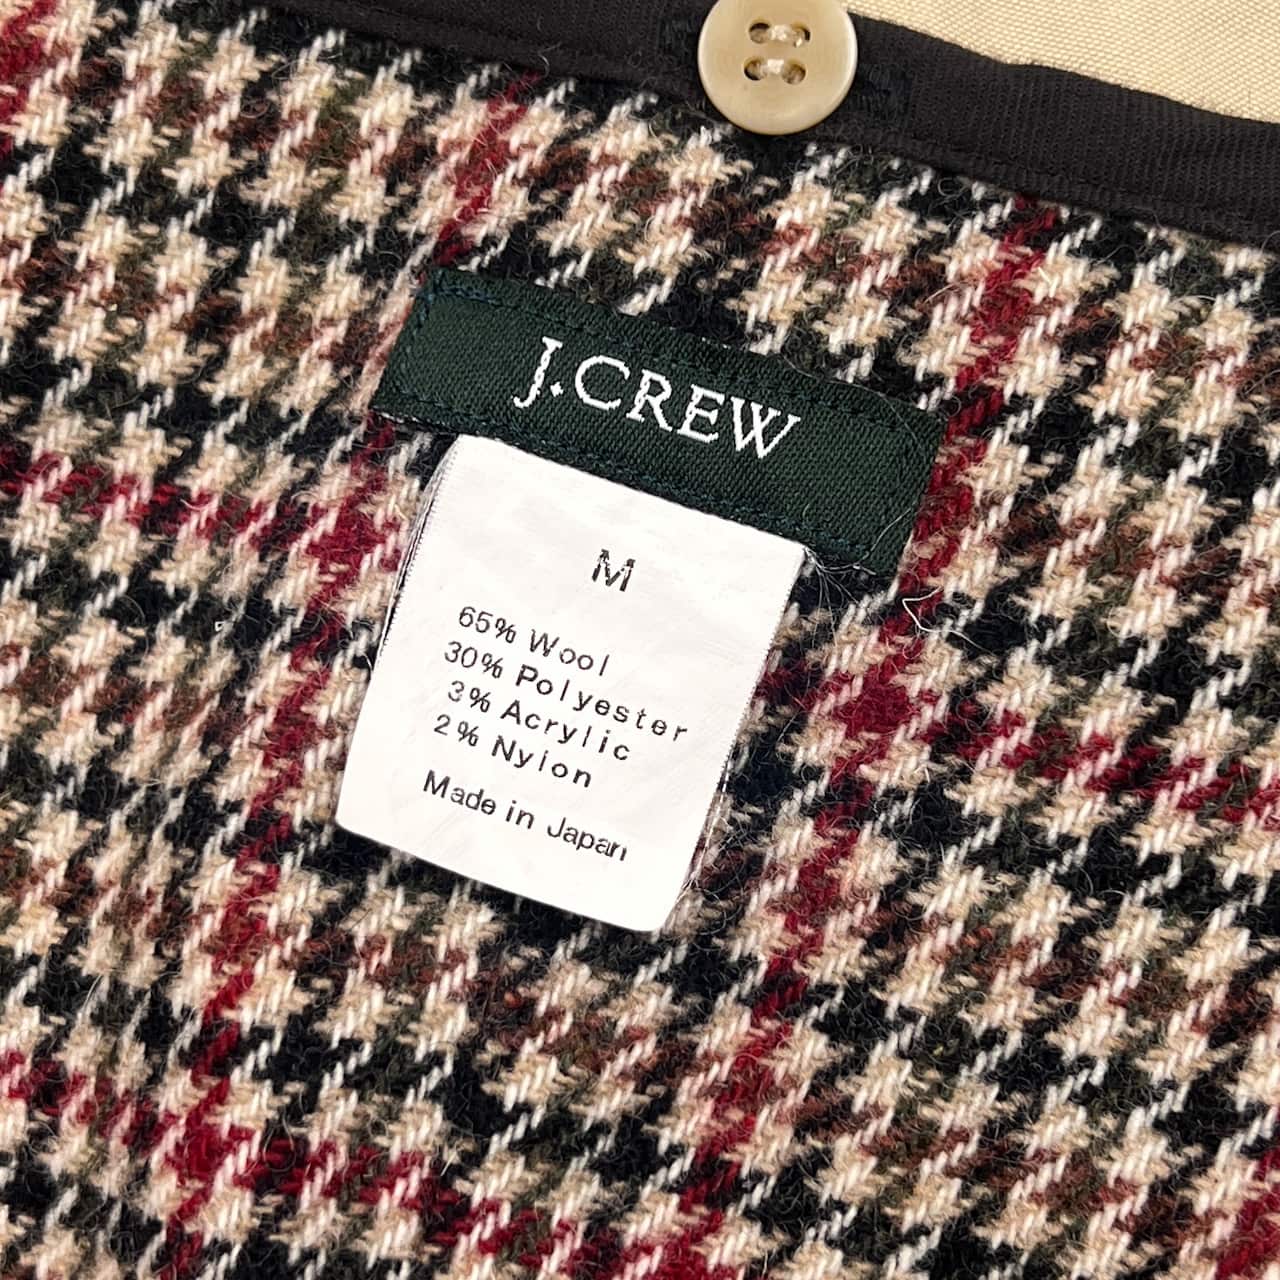 J.CREW
M
65% Wool
30% Polyester
3% Acrylic
2% Nylon
Made in Japan